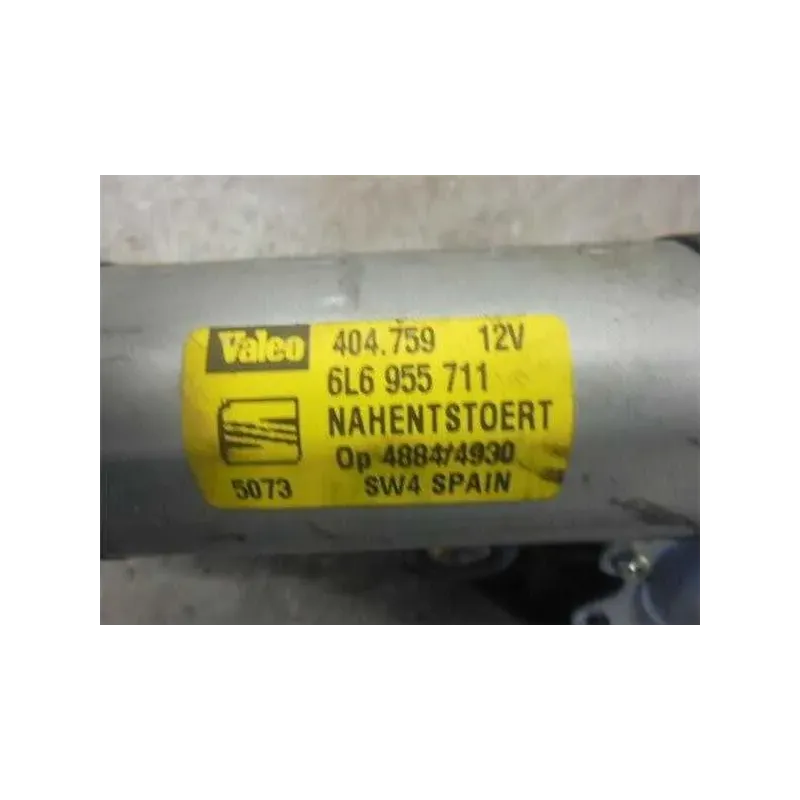 Valeo 404.759 12V
6L6 955 711
NAHENTSTOERT
Op 4884/4930
5073 SW4 SPAIN